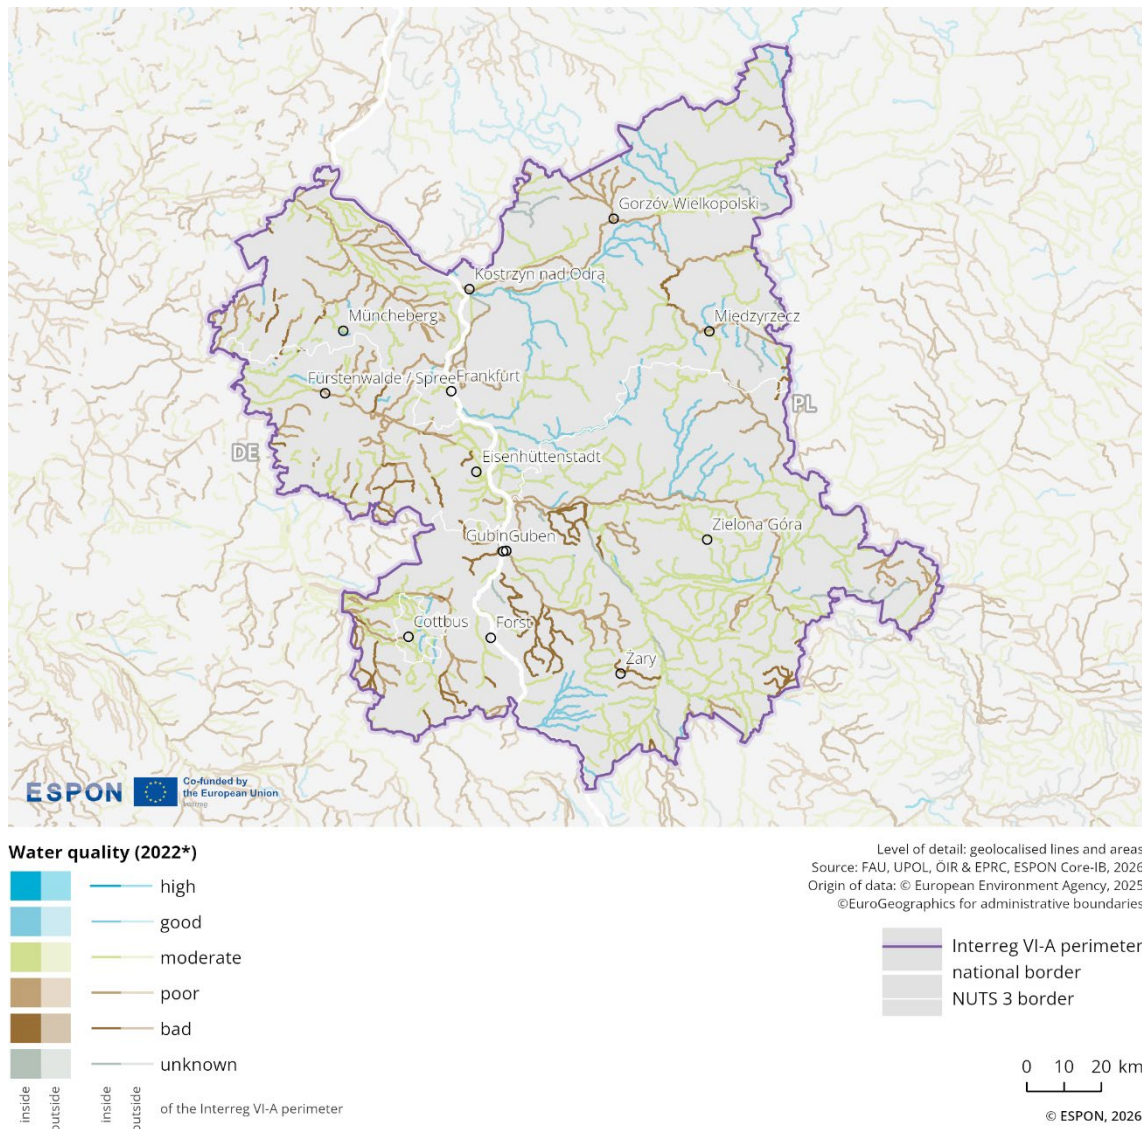 Gorzóv Wielkopolski
Kostrzyn nad Odrą
Müncheberg
Międzyrzecz
Fürstenwalde / Spree
Frankfurt
PL
DE
Eisenhüttenstadt
Zielona Góra
Gubin
Guben
Cottbus
Forst
Żary
ESPON
Co-funded by
the European Union
Interreg
Water quality (2022*)
high
good
moderate
poor
bad
unknown
inside
outside
inside
outside
of the Interreg VI-A perimeter
Level of detail: geolocalised lines and areas
Source: FAU, UPOL, ÖIR & EPRC, ESPON Core-IB, 2026
Origin of data: © European Environment Agency, 2025
©EuroGeographics for administrative boundaries
Interreg VI-A perimeter
national border
NUTS 3 border
0 10 20 km
© ESPON, 2026